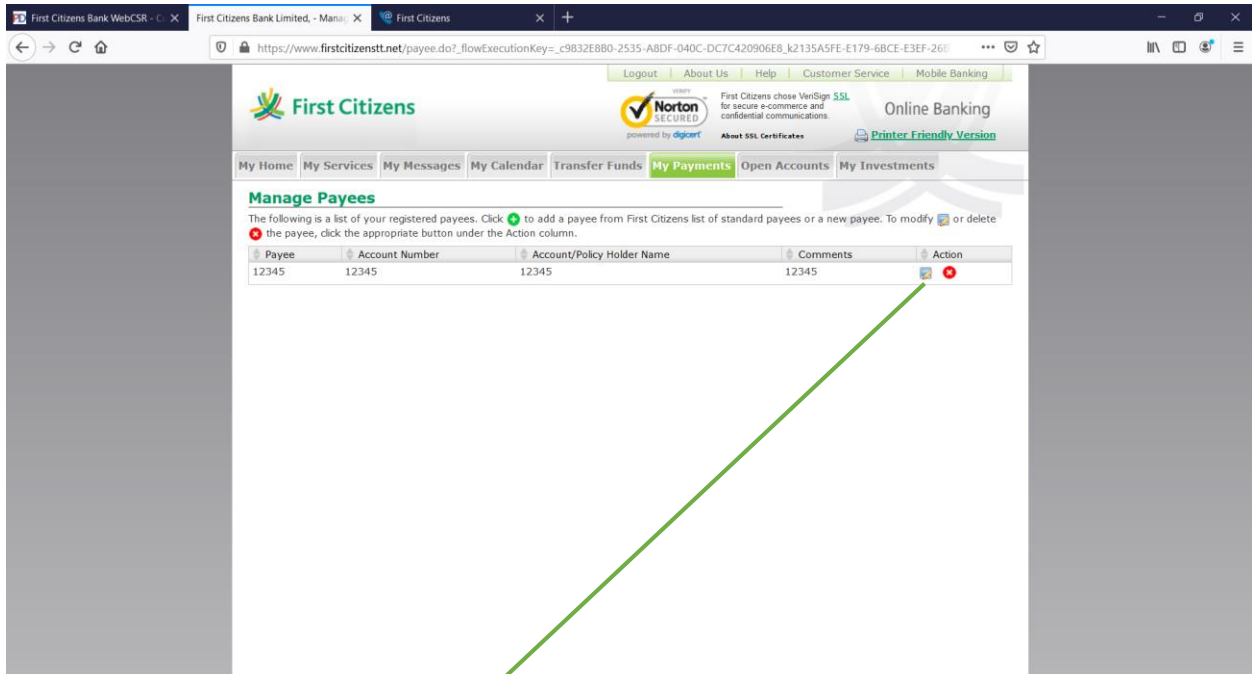 First Citizens Bank WebCSR - C
First Citizens Bank Limited, - Manag
First Citizens
https://www.firstcitizenstt.net/payee.do?_flowExecutionKey=_c9832E8B0-2535-A8DF-040C-DC7C420906E8_k2135A5FE-E179-6BCE-E3EF-268
Logout | About Us | Help | Customer Service | Mobile Banking
First Citizens
VERIFY
Norton
SECURED
powered by digicert
First Citizens chose VeriSign SSL
for secure e-commerce and
confidential communications.
About SSL Certificates
Online Banking
Printer Friendly Version
My Home My Services My Messages My Calendar Transfer Funds My Payments Open Accounts My Investments
Manage Payees
The following is a list of your registered payees. Click to add a payee from First Citizens list of standard payees or a new payee. To modify or delete
the payee, click the appropriate button under the Action column.
Payee Account Number Account/Policy Holder Name Comments Action
12345 12345 12345 12345